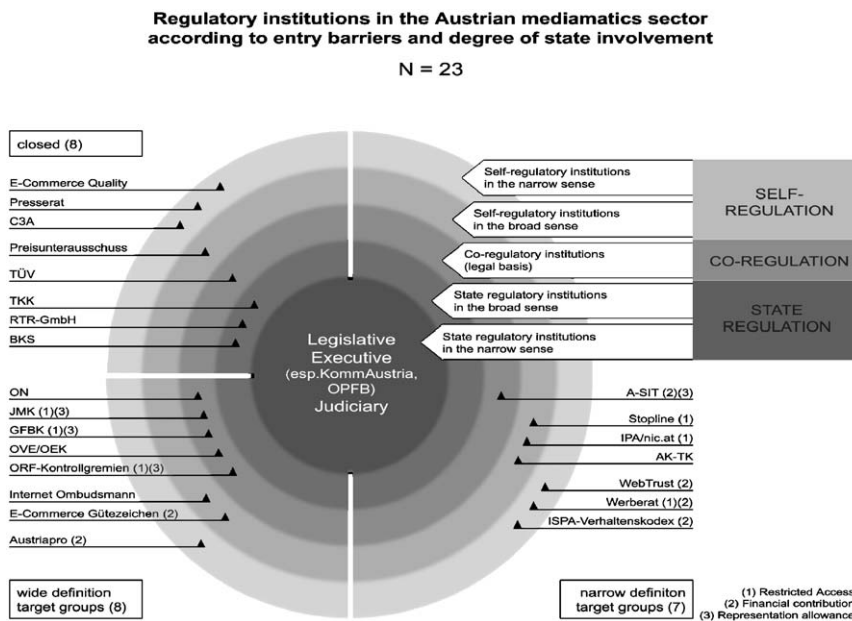 Regulatory institutions in the Austrian mediamatics sector
according to entry barriers and degree of state involvement
N = 23
closed (8)
E-Commerce Quality
Presserat
C3A
Preisunterausschuss
TÜV
TKK
RTR-GmbH
BKS
Self-regulatory institutions
in the narrow sense
Self-regulatory institutions
in the broad sense
Co-regulatory institutions
(legal basis)
State regulatory institutions
in the broad sense
State regulatory institutions
in the narrow sense
SELF-
REGULATION
CO-REGULATION
STATE
REGULATION
Legislative
Executive
(esp.KommAustria,
OPFB)
Judiciary
ON
JMK (1)(3)
GFBK (1)(3)
OVE/OEK
ORF-Kontrollgremien (1)(3)
Internet Ombudsmann
E-Commerce Gütezeichen (2)
Austriapro (2)
A-SIT (2)(3)
Stopline (1)
IPA/nic.at (1)
AK-TK
WebTrust (2)
Werberat (1)(2)
ISPA-Verhaltenskodex (2)
wide definition
target groups (8)
narrow definiton
target groups (7)
(1) Restricted Access
(2) Financial contribution
(3) Representation allowance